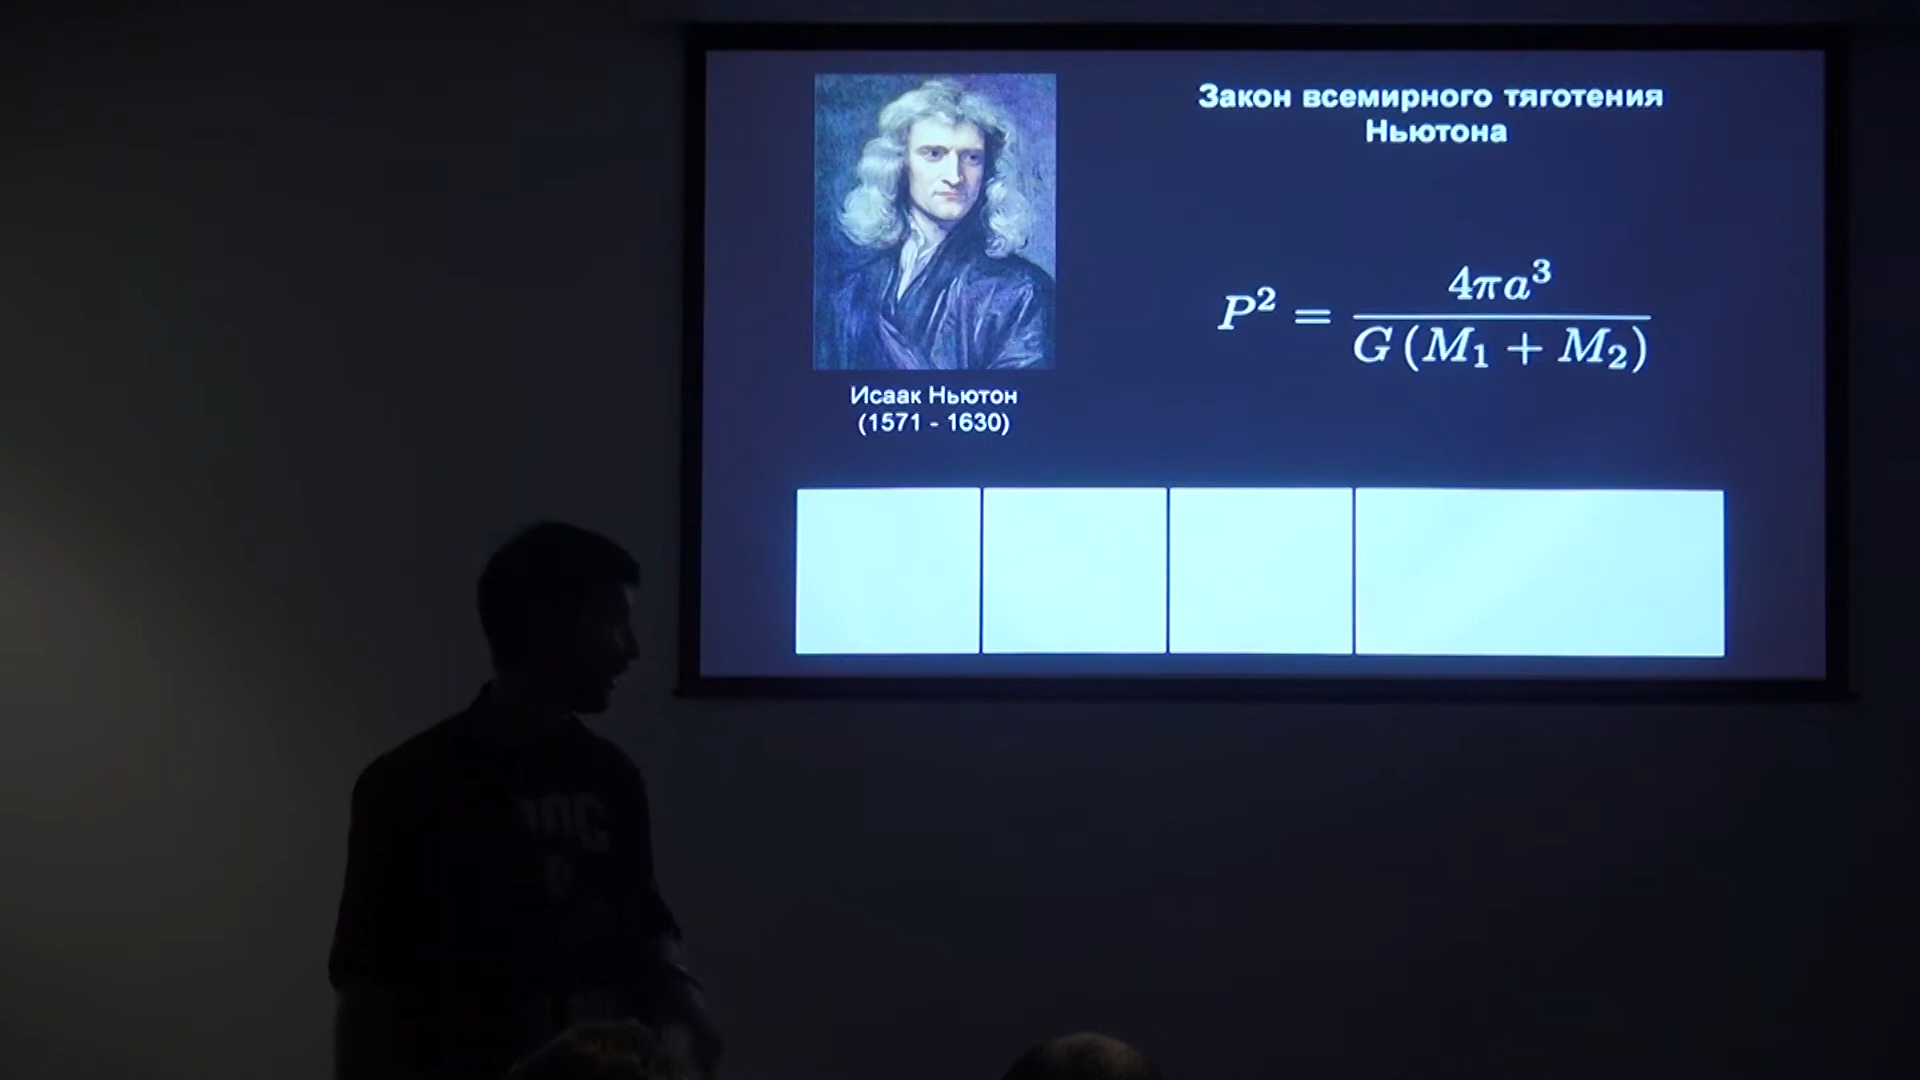 Закон всемирного тяготения
Ньютона
P² = 4πa³ / G (M₁ + M₂)
Исаак Ньютон
(1571 - 1630)